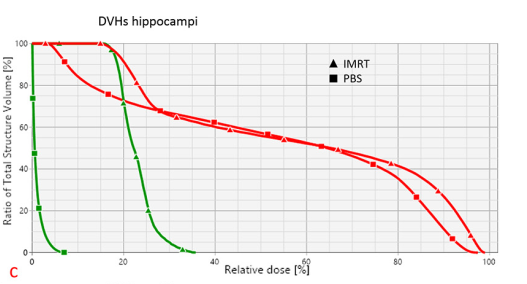 DVHs hippocampi
Ratio of Total Structure Volume [%]
100
80
60
40
20
0
IMRT
PBS
0 20 40 60 80 100
Relative dose [%]
C